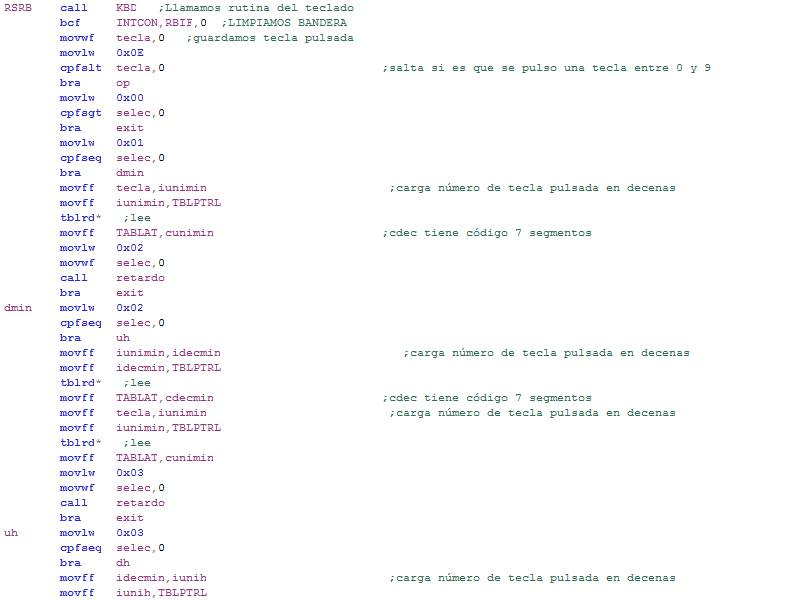 RSRB call KBD ;Llamamos rutina del teclado
bcf INTCON,RBIF,0 ;LIMPIAMOS BANDERA
movwf tecla,0 ;guardamos tecla pulsada
movlw 0x0E
cpfslt tecla,0 ;salta si es que se pulso una tecla entre 0 y 9
bra op
movlw 0x00
cpfsgt selec,0
bra exit
movlw 0x01
cpfseq selec,0
bra dmin
movff tecla,iunimin ;carga número de tecla pulsada en decenas
movff iunimin,TBLPTRL
tblrd* ;lee
movff TABLAT,cunimin ;cdec tiene código 7 segmentos
movlw 0x02
movwf selec,0
call retardo
bra exit
dmin movlw 0x02
cpfseq selec,0
bra uh
movff iunimin,idecmin ;carga número de tecla pulsada en decenas
movff idecmin,TBLPTRL
tblrd* ;lee
movff TABLAT,cdecmin ;cdec tiene código 7 segmentos
movff tecla,iunimin ;carga número de tecla pulsada en decenas
movff iunimin,TBLPTRL
tblrd* ;lee
movff TABLAT,cunimin
movlw 0x03
movwf selec,0
call retardo
bra exit
uh movlw 0x03
cpfseq selec,0
bra dh
movff idecmin,iunih ;carga número de tecla pulsada en decenas
movff iunih,TBLPTRL